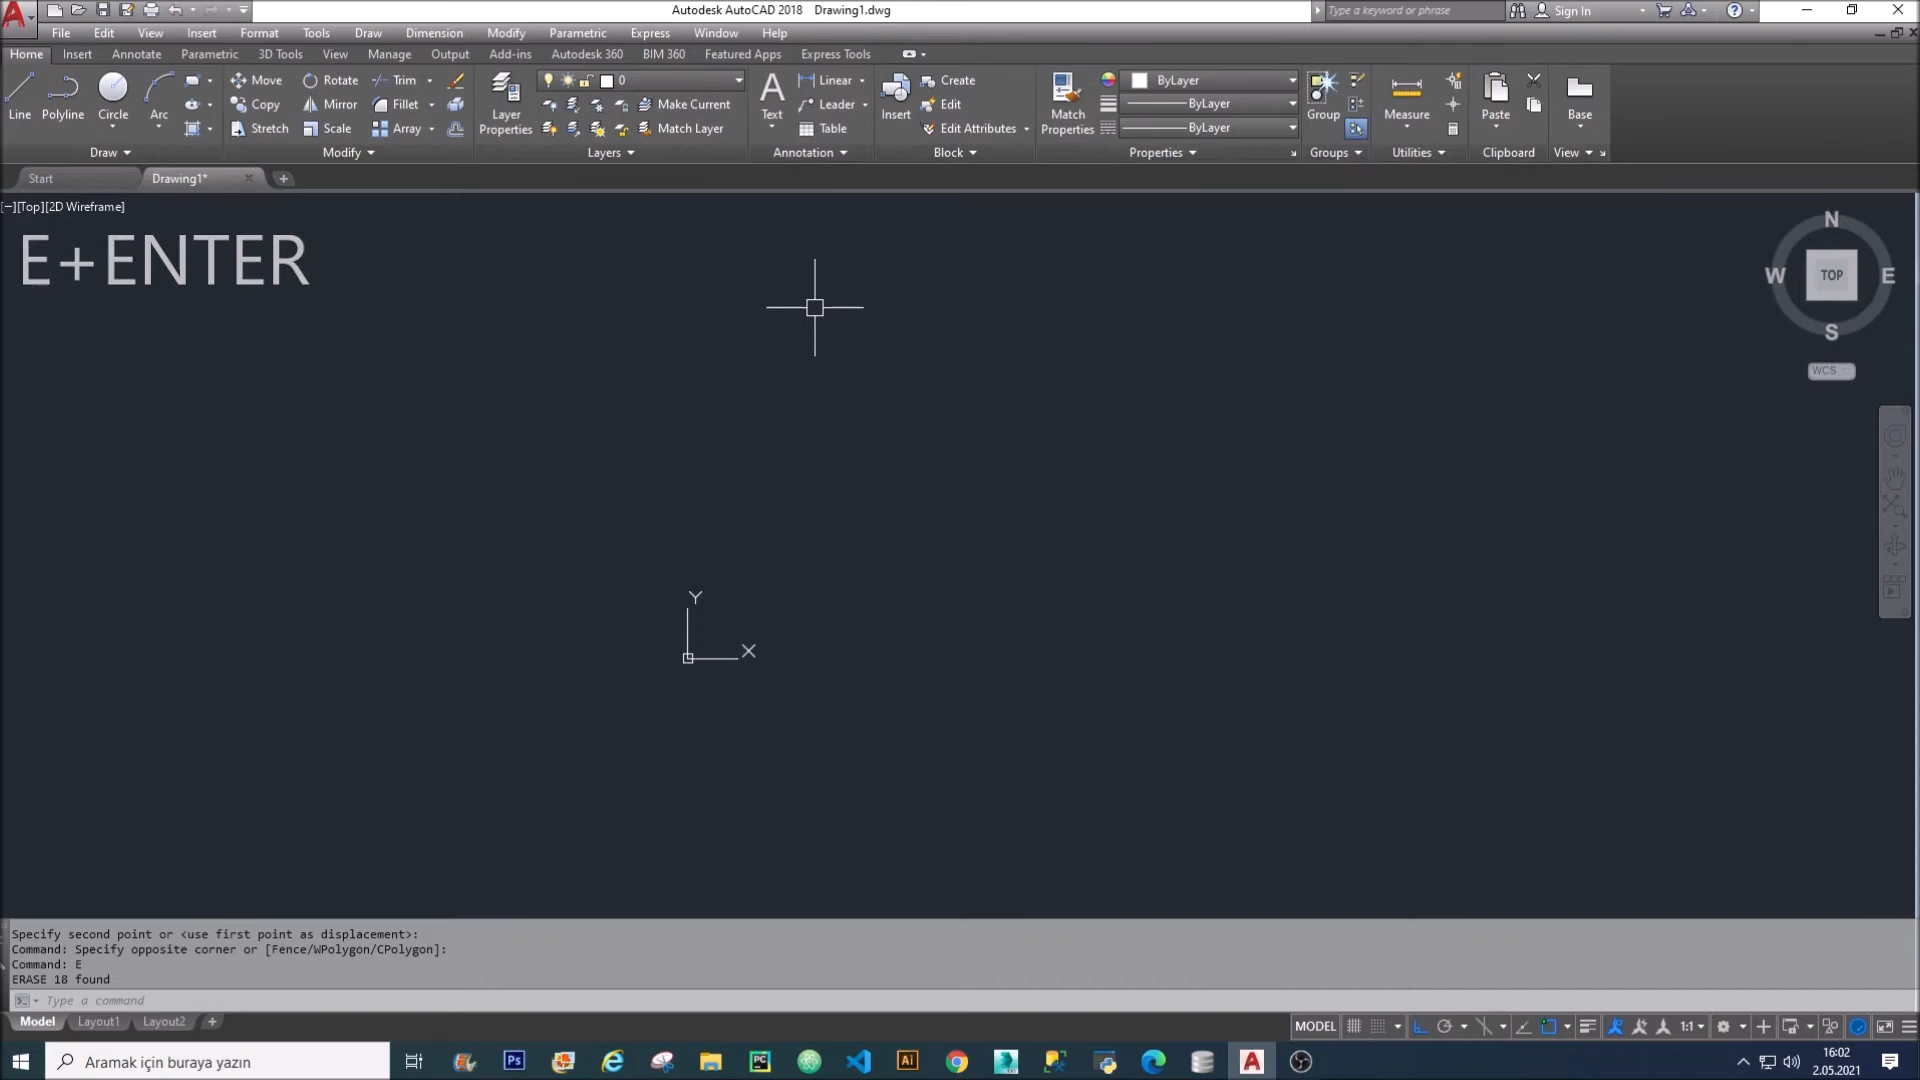 Autodesk AutoCAD 2018 Drawing1.dwg
Type a keyword or phrase
Sign In
File Edit View Insert Format Tools Draw Dimension Modify Parametric Express Window Help
Home Insert Annotate Parametric 3D Tools View Manage Output Add-ins Autodesk 360 BIM 360 Featured Apps Express Tools
Line Polyline Circle Arc
Draw
Move Rotate Trim
Copy Mirror Fillet
Stretch Scale Array
Modify
Layer Properties
0
Make Current
Match Layer
Layers
Text
Linear
Leader
Table
Annotation
Insert
Create
Edit
Edit Attributes
Block
Match Properties
ByLayer
ByLayer
ByLayer
Properties
Group
Groups
Measure
Utilities
Paste
Clipboard
Base
View
Start Drawing1*
[−][Top][2D Wireframe]
E+ENTER
N
W TOP E
S
WCS
Y
X
Specify second point or <use first point as displacement>:
Command: Specify opposite corner or [Fence/WPolygon/CPolygon]:
Command: E
ERASE 18 found
Type a command
Model Layout1 Layout2
MODEL
1:1
Aramak için buraya yazın
Ps
PC
Ai
A
16:02
2.05.2021